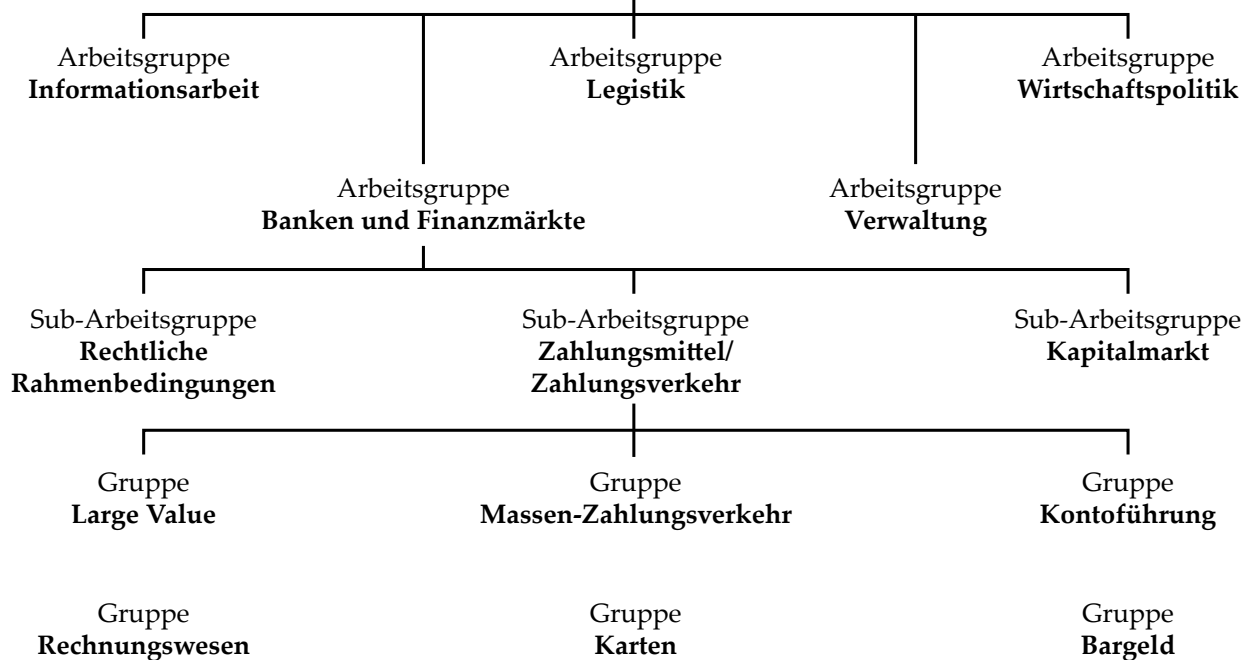 Arbeitsgruppe
Informationsarbeit
Arbeitsgruppe
Legistik
Arbeitsgruppe
Wirtschaftspolitik
Arbeitsgruppe
Banken und Finanzmärkte
Arbeitsgruppe
Verwaltung
Sub-Arbeitsgruppe
Rechtliche
Rahmenbedingungen
Sub-Arbeitsgruppe
Zahlungsmittel/
Zahlungsverkehr
Sub-Arbeitsgruppe
Kapitalmarkt
Gruppe
Large Value
Gruppe
Massen-Zahlungsverkehr
Gruppe
Kontoführung
Gruppe
Rechnungswesen
Gruppe
Karten
Gruppe
Bargeld